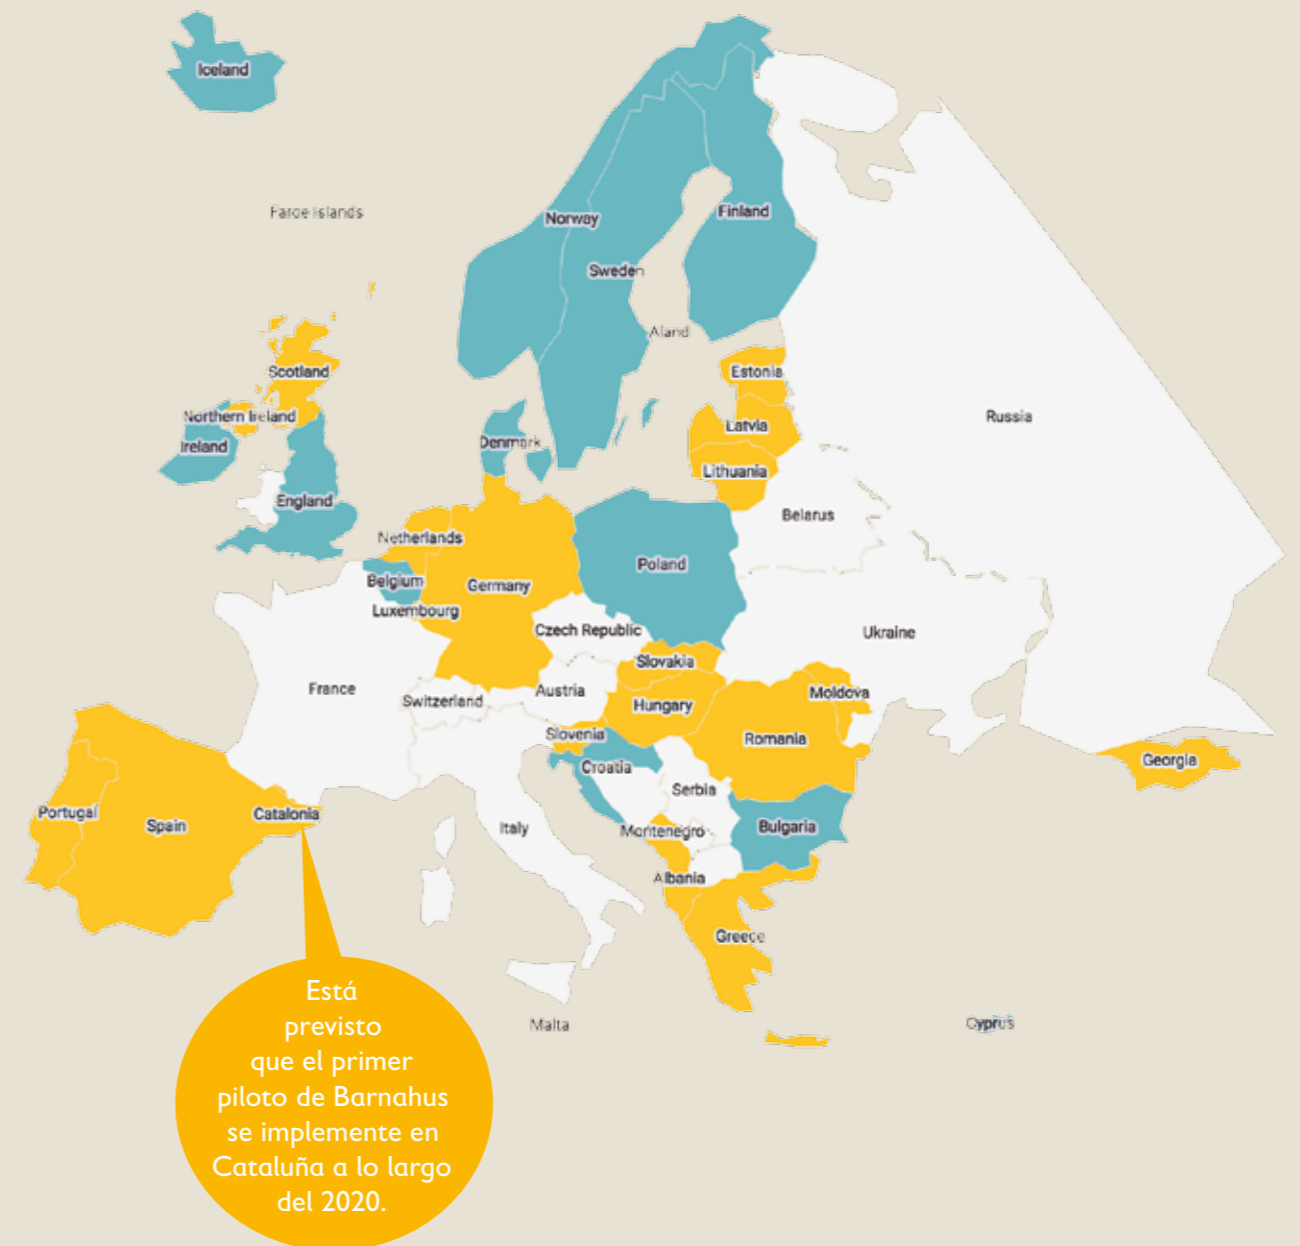 Iceland
Faroe Islands
Norway
Finland
Sweden
Aland
Scotland
Estonia
Northern Ireland
Russia
Latvia
Ireland
Denmark
Lithuania
England
Belarus
Netherlands
Poland
Belgium
Germany
Luxembourg
Czech Republic
Ukraine
Slovakia
France
Switzerland
Austria
Moldova
Hungary
Slovenia
Romania
Georgia
Croatia
Serbia
Portugal
Catalonia
Spain
Italy
Bulgaria
Montenegro
Albania
Greece
Malta
Cyprus
Está
previsto
que el primer
piloto de Barnahus
se implemente en
Cataluña a lo largo
del 2020.